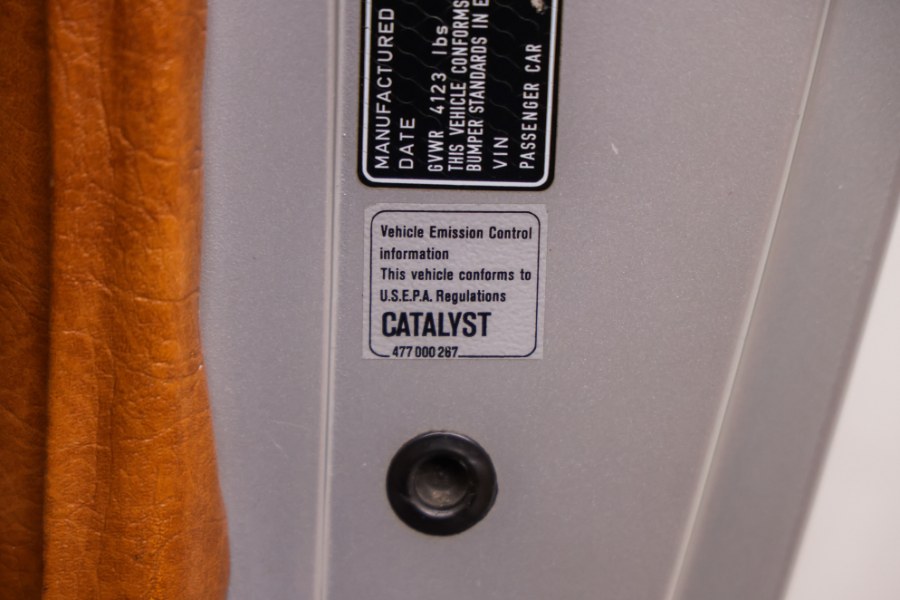 MANUFACTURED
DATE
GVWR 4123 lbs
THIS VEHICLE CONFORMS
BUMPER STANDARDS IN
VIN
PASSENGER CAR
Vehicle Emission Control
information
This vehicle conforms to
U.S.E.P.A. Regulations
CATALYST
477 000 267